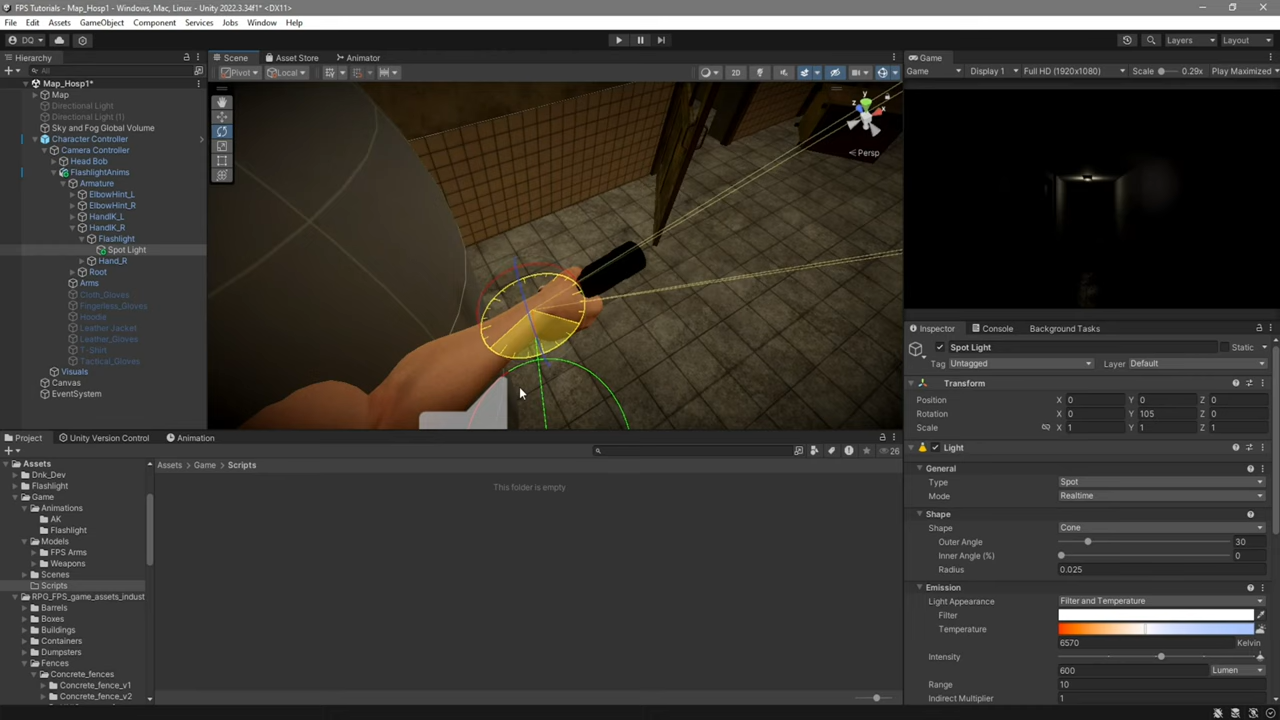 FPS Tutorials - Map_Hosp1 - Windows, Mac, Linux - Unity 2022.3.34f1* <DX11>
File Edit Assets GameObject Component Services Jobs Window Help
DQ
Layers Layout
Hierarchy
All
Scene Asset Store Animator
Game
Pivot Local 2D
Game Display 1 Full HD (1920x1080) Scale 0.29x Play Maximized
Map_Hosp1*
Map
Directional Light
Directional Light (1)
Sky and Fog Global Volume
Character Controller
Camera Controller
Head Bob
FlashlightAnims
Armature
ElbowHint_L
ElbowHint_R
HandIK_L
HandIK_R
Flashlight
Spot Light
Hand_R
Root
Arms
Cloth_Gloves
Fingerless_Gloves
Hoodie
Leather Jacket
Leather_Gloves
T-Shirt
Tactical_Gloves
Visuals
Canvas
EventSystem
y
x
z
Persp
Inspector Console Background Tasks
Spot Light Static
Tag Untagged Layer Default
Transform
Position X 0 Y 0 Z 0
Rotation X 0 Y 105 Z 0
Scale X 1 Y 1 Z 1
Light
General
Type Spot
Mode Realtime
Shape
Shape Cone
Outer Angle 30
Inner Angle (%) 0
Radius 0.025
Emission
Light Appearance Filter and Temperature
Filter
Temperature
6570 Kelvin
Intensity
600 Lumen
Range 10
Indirect Multiplier 1
Project Unity Version Control Animation
26
Assets
Dnk_Dev
Flashlight
Game
Animations
AK
Flashlight
Models
FPS Arms
Weapons
Scenes
Scripts
RPG_FPS_game_assets_indust
Barrels
Boxes
Buildings
Containers
Dumpsters
Fences
Concrete_fences
Concrete_fence_v1
Concrete_fence_v2
Assets Game Scripts
This folder is empty